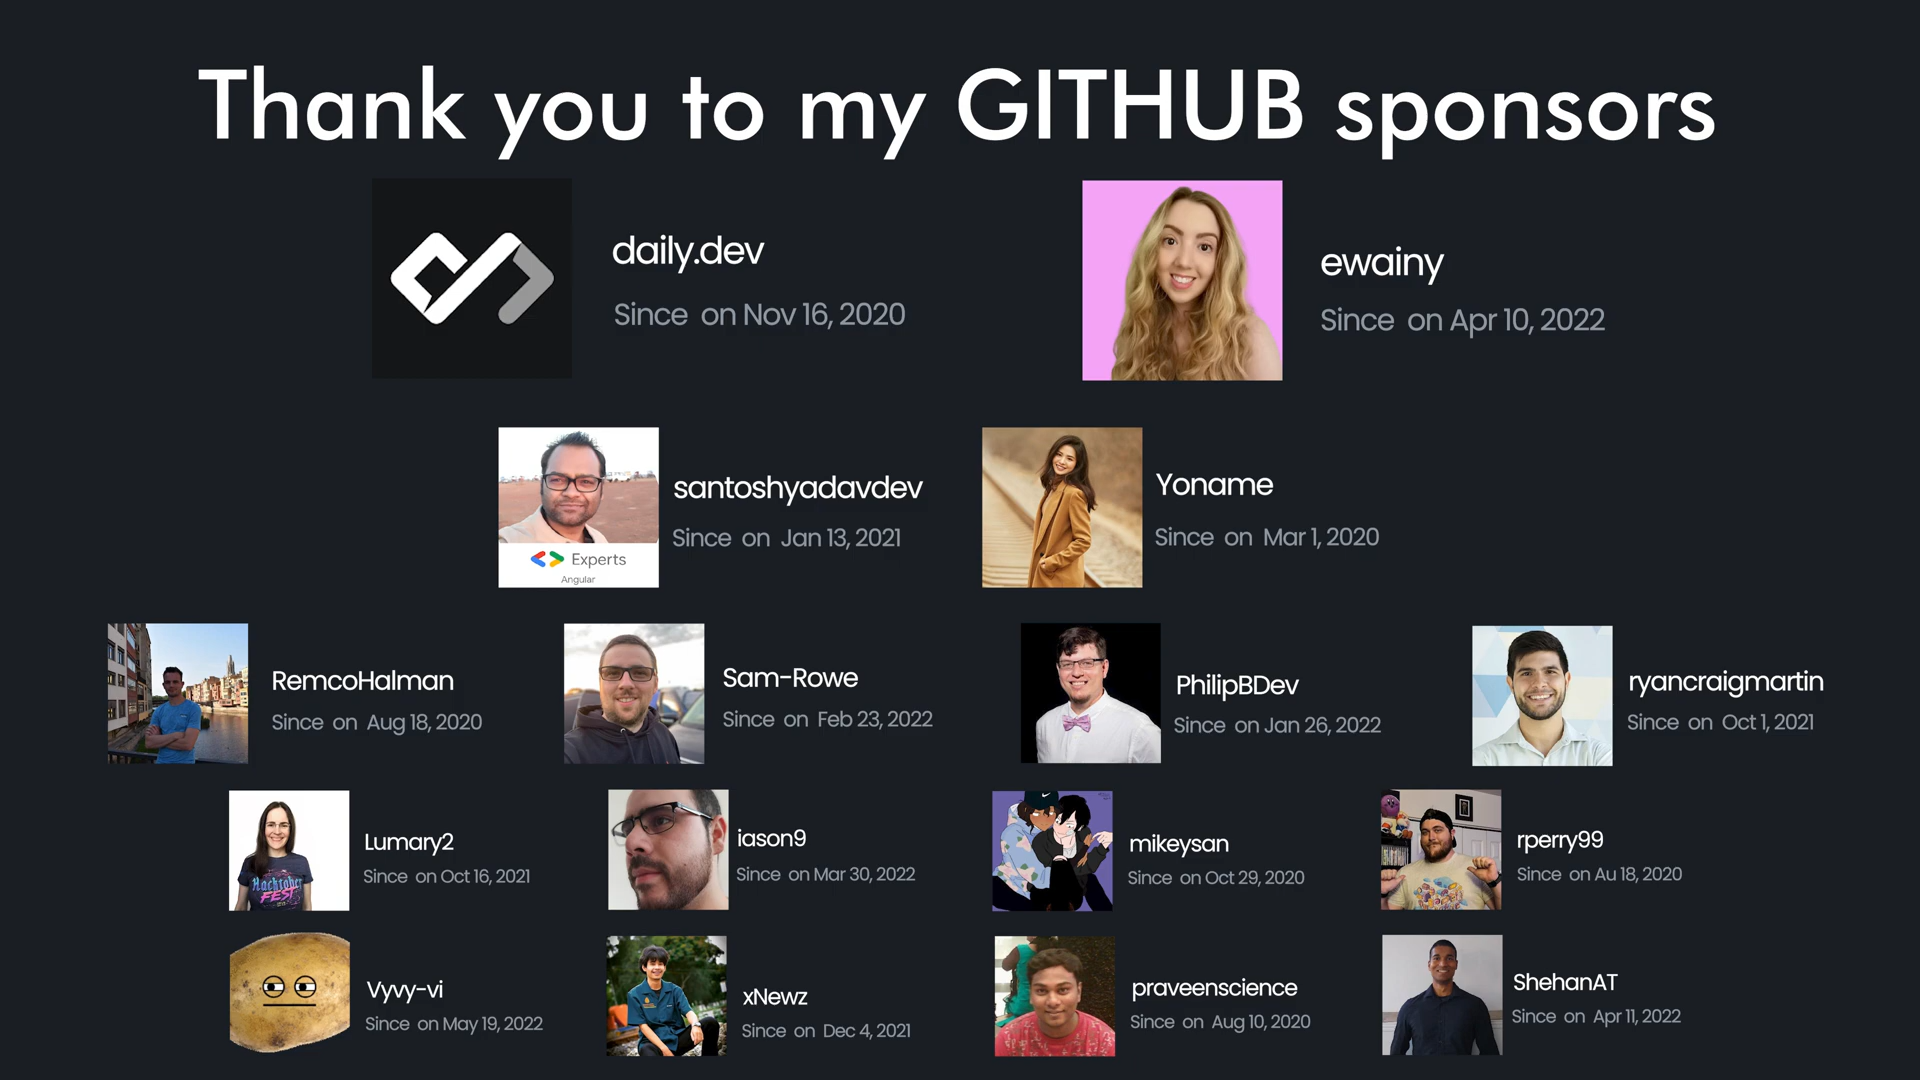 Thank you to my GITHUB sponsors
daily.dev
Since on Nov 16, 2020
ewainy
Since on Apr 10, 2022
santoshyadavdev
Since on Jan 13, 2021
Experts
Angular
Yoname
Since on Mar 1, 2020
RemcoHalman
Since on Aug 18, 2020
Sam-Rowe
Since on Feb 23, 2022
PhilipBDev
Since on Jan 26, 2022
ryancraigmartin
Since on Oct 1, 2021
Hacktober
FEST
Lumary2
Since on Oct 16, 2021
iason9
Since on Mar 30, 2022
mikeysan
Since on Oct 29, 2020
rperry99
Since on Au 18, 2020
Vyvy-vi
Since on May 19, 2022
xNewz
Since on Dec 4, 2021
praveenscience
Since on Aug 10, 2020
ShehanAT
Since on Apr 11, 2022